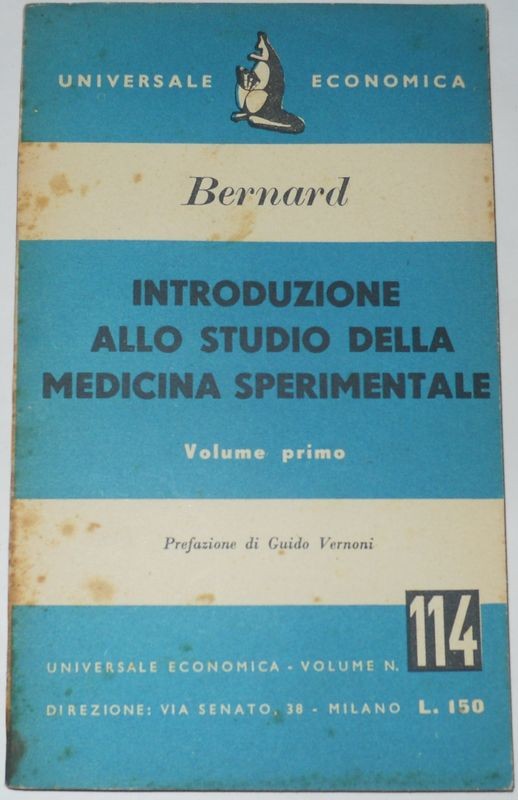 UNIVERSALE ECONOMICA
Bernard
INTRODUZIONE
ALLO STUDIO DELLA
MEDICINA SPERIMENTALE
Volume primo
Prefazione di Guido Vernoni
UNIVERSALE ECONOMICA - VOLUME N. 114
DIREZIONE: VIA SENATO, 38 - MILANO L. 150